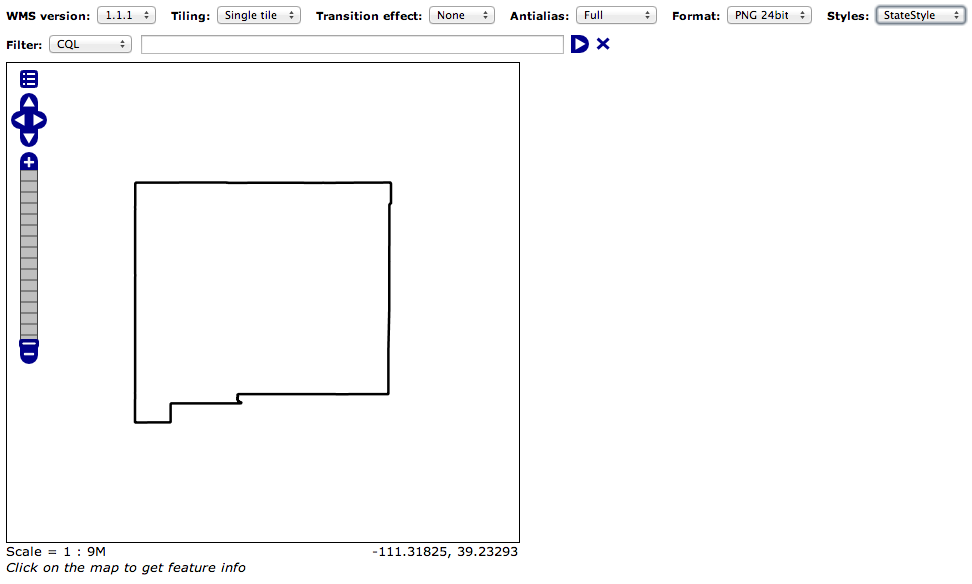 WMS version: 1.1.1 Tiling: Single tile Transition effect: None Antialias: Full Format: PNG 24bit Styles: StateStyle
Filter: CQL
Scale = 1 : 9M -111.31825, 39.23293
Click on the map to get feature info